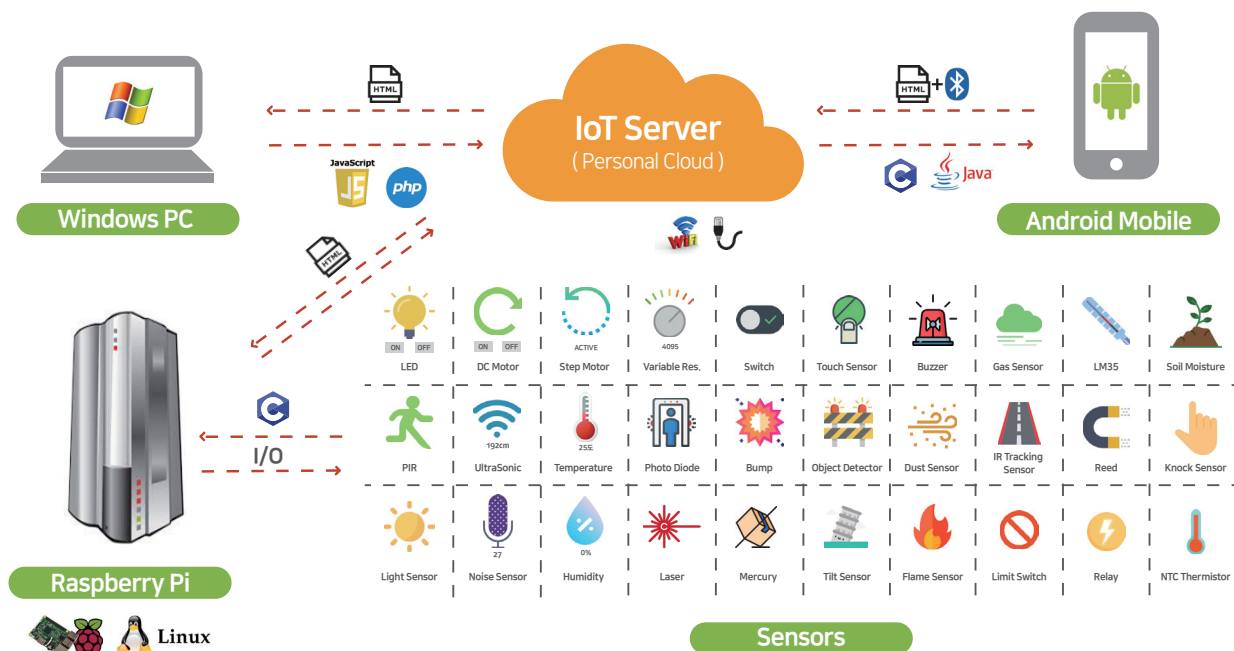 HTML
IoT Server
( Personal Cloud )
HTML
+
JavaScript
JS
php
C
Java
Windows PC
Android Mobile
HTML
WiFi
ON OFF
ON OFF
ACTIVE
4095
LED
DC Motor
Step Motor
Variable Res.
Switch
Touch Sensor
Buzzer
Gas Sensor
LM35
Soil Moisture
C
I/O
192cm
25도
PIR
UltraSonic
Temperature
Photo Diode
Bump
Object Detector
Dust Sensor
IR Tracking
Sensor
Reed
Knock Sensor
27
0%
Light Sensor
Noise Sensor
Humidity
Laser
Mercury
Tilt Sensor
Flame Sensor
Limit Switch
Relay
NTC Thermistor
Raspberry Pi
Linux
Sensors